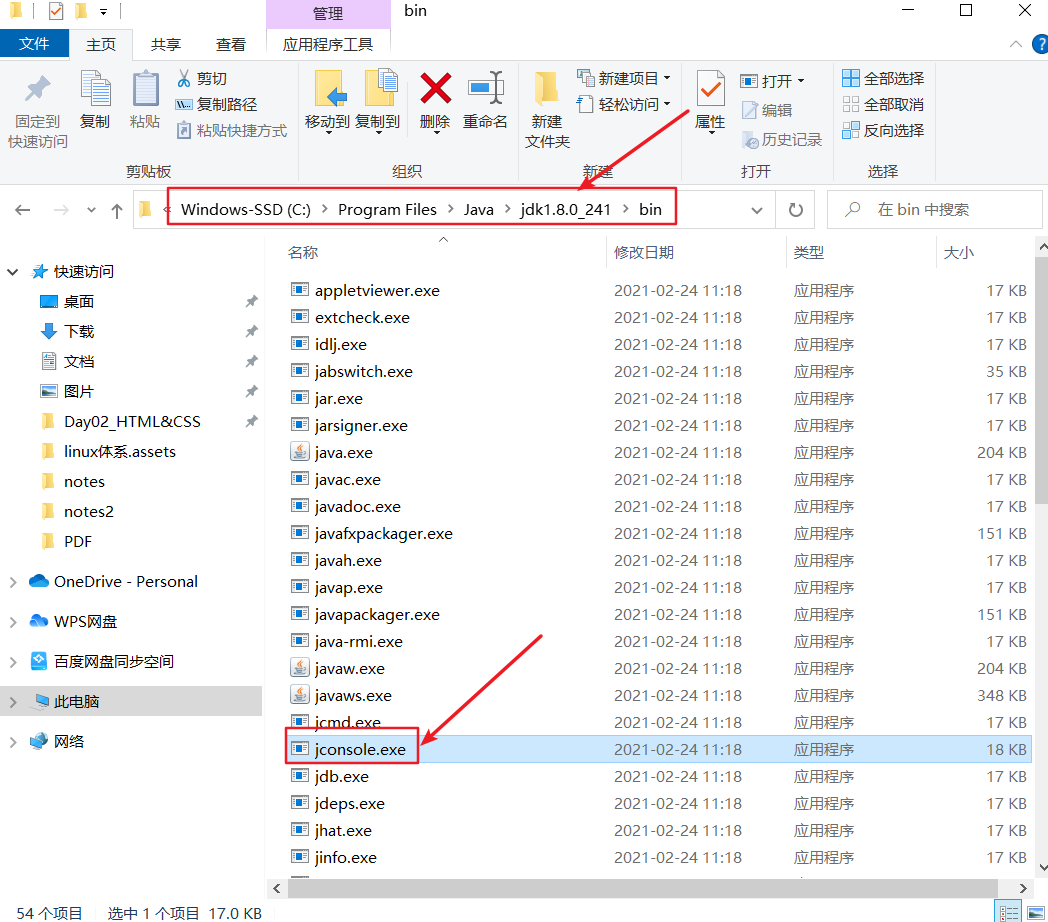 管理
bin
文件 主页 共享 查看 应用程序工具
固定到
快速访问
复制
粘贴
剪切
复制路径
粘贴快捷方式
剪贴板
移动到
复制到
删除
重命名
组织
新建
文件夹
新建项目
轻松访问
新建
属性
打开
编辑
历史记录
打开
全部选择
全部取消
反向选择
选择
« Windows-SSD (C:) > Program Files > Java > jdk1.8.0_241 > bin
在 bin 中搜索
快速访问
桌面
下载
文档
图片
Day02_HTML&CSS
linux体系.assets
notes
notes2
PDF
OneDrive - Personal
WPS网盘
百度网盘同步空间
此电脑
网络
名称 修改日期 类型 大小
appletviewer.exe 2021-02-24 11:18 应用程序 17 KB
extcheck.exe 2021-02-24 11:18 应用程序 17 KB
idlj.exe 2021-02-24 11:18 应用程序 17 KB
jabswitch.exe 2021-02-24 11:18 应用程序 35 KB
jar.exe 2021-02-24 11:18 应用程序 17 KB
jarsigner.exe 2021-02-24 11:18 应用程序 17 KB
java.exe 2021-02-24 11:18 应用程序 204 KB
javac.exe 2021-02-24 11:18 应用程序 17 KB
javadoc.exe 2021-02-24 11:18 应用程序 17 KB
javafxpackager.exe 2021-02-24 11:18 应用程序 151 KB
javah.exe 2021-02-24 11:18 应用程序 17 KB
javap.exe 2021-02-24 11:18 应用程序 17 KB
javapackager.exe 2021-02-24 11:18 应用程序 151 KB
java-rmi.exe 2021-02-24 11:18 应用程序 17 KB
javaw.exe 2021-02-24 11:18 应用程序 204 KB
javaws.exe 2021-02-24 11:18 应用程序 348 KB
jcmd.exe 2021-02-24 11:18 应用程序 17 KB
jconsole.exe 2021-02-24 11:18 应用程序 18 KB
jdb.exe 2021-02-24 11:18 应用程序 17 KB
jdeps.exe 2021-02-24 11:18 应用程序 17 KB
jhat.exe 2021-02-24 11:18 应用程序 17 KB
jinfo.exe 2021-02-24 11:18 应用程序 17 KB
54 个项目 选中 1 个项目 17.0 KB